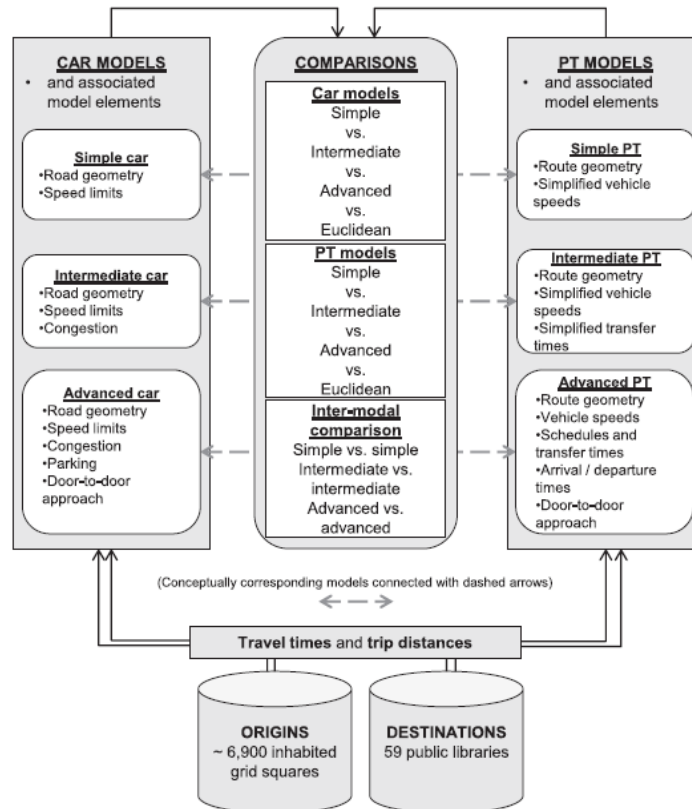 CAR MODELS
• and associated
model elements
Simple car
•Road geometry
•Speed limits
Intermediate car
•Road geometry
•Speed limits
•Congestion
Advanced car
•Road geometry
•Speed limits
•Congestion
•Parking
•Door-to-door
approach
COMPARISONS
Car models
Simple
vs.
Intermediate
vs.
Advanced
vs.
Euclidean
PT models
Simple
vs.
Intermediate
vs.
Advanced
vs.
Euclidean
Inter-modal
comparison
Simple vs. simple
Intermediate vs.
intermediate
Advanced vs.
advanced
PT MODELS
• and associated
model elements
Simple PT
•Route geometry
•Simplified vehicle
speeds
Intermediate PT
•Route geometry
•Simplified vehicle
speeds
•Simplified transfer
times
Advanced PT
•Route geometry
•Vehicle speeds
•Schedules and
transfer times
•Arrival / departure
times
•Door-to-door
approach
(Conceptually corresponding models connected with dashed arrows)
Travel times and trip distances
ORIGINS
~ 6,900 inhabited
grid squares
DESTINATIONS
59 public libraries